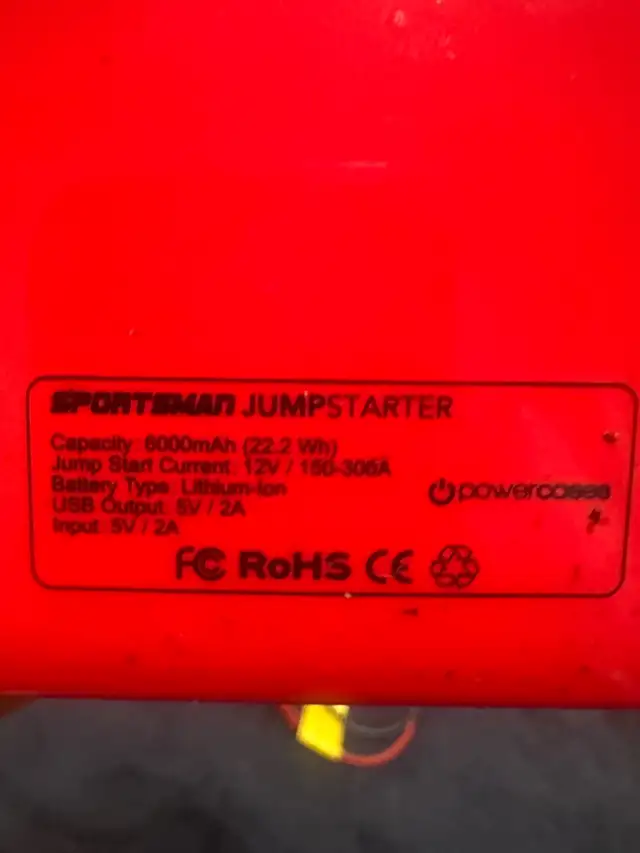 SPORTSMAN JUMPSTARTER
Capacity: 6000mAh (22.2 Wh)
Jump Start Current: 12V / 150-300A
Battery Type: Lithium-Ion
USB Output: 5V / 2A
Input: 5V / 2A
powercases
FC RoHS CE